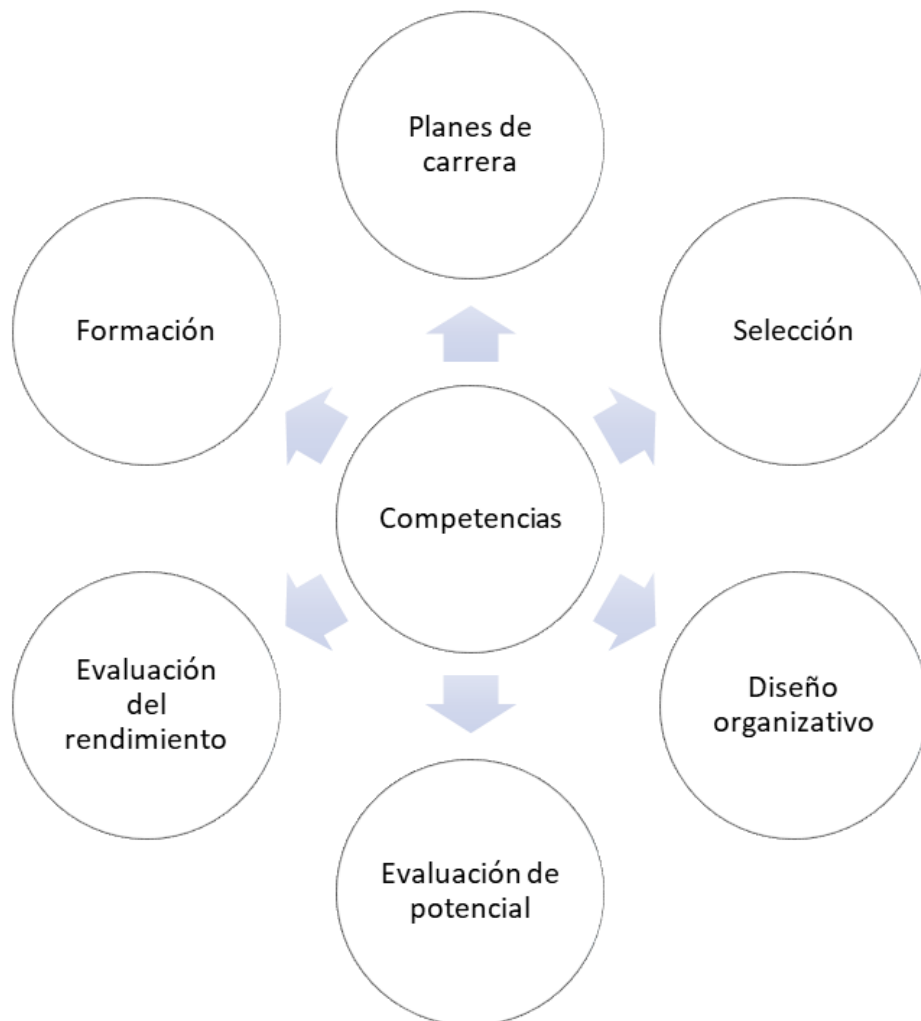 Planes de
carrera
Formación
Selección
Competencias
Evaluación
del
rendimiento
Diseño
organizativo
Evaluación de
potencial